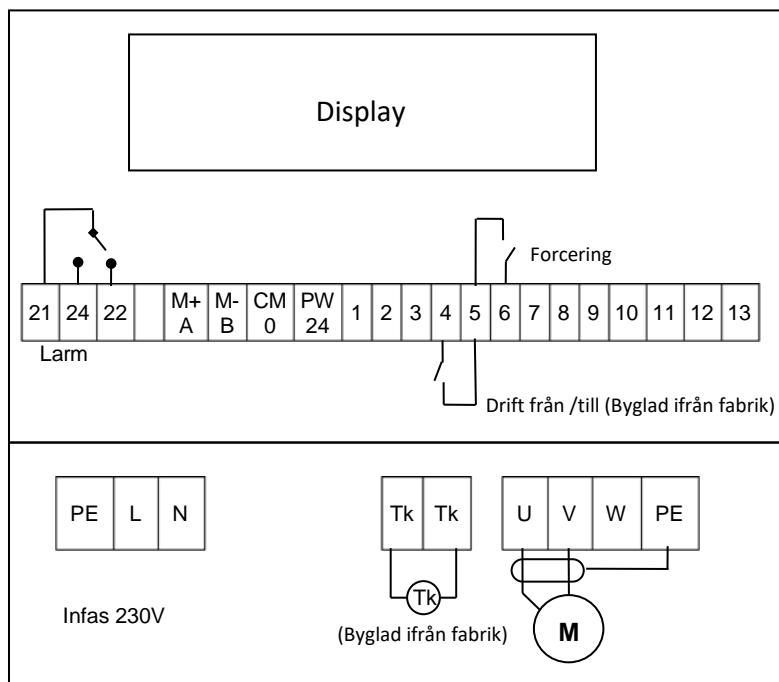 Display
Forcering
21 24 22 M+ A M- B CM 0 PW 24 1 2 3 4 5 6 7 8 9 10 11 12 13
Larm
Drift från /till (Byglad ifrån fabrik)
PE L N
Tk Tk
U V W PE
Tk
Infas 230V
(Byglad ifrån fabrik)
M